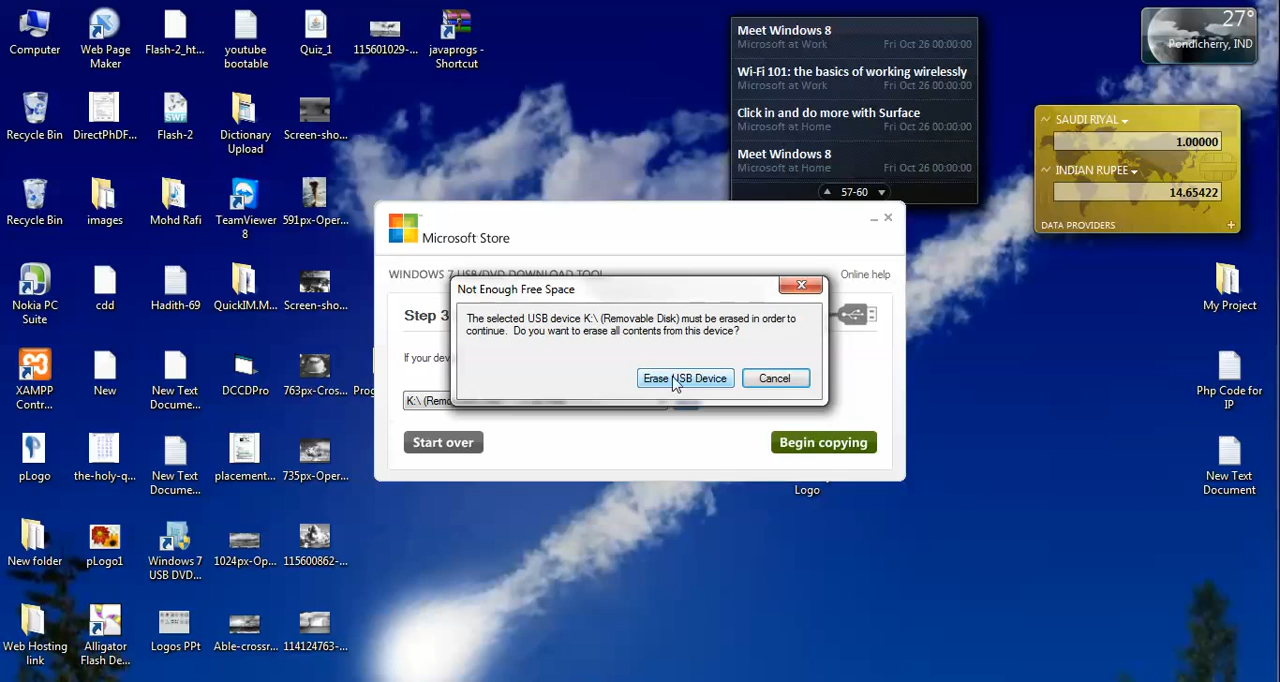 Computer
Web Page
Maker
Flash-2_ht...
youtube
bootable
Quiz_1
115601029-...
javaprogs -
Shortcut
Recycle Bin
DirectPhDF...
Flash-2
Dictionary
Upload
Screen-sho...
Recycle Bin
images
Mohd Rafi
TeamViewer
8
591px-Oper...
Nokia PC
Suite
cdd
Hadith-69
QuickIM.M...
Screen-sho...
XAMPP
Contr...
New
New Text
Docume...
DCCDPro
763px-Cros...
pLogo
the-holy-q...
New Text
Docume...
placement...
735px-Oper...
New folder
pLogo1
Windows 7
USB DVD...
1024px-Op...
115600862-...
Web Hosting
link
Alligator
Flash De...
Logos PPt
Able-crossr...
114124763-...
Meet Windows 8
Microsoft at Work Fri Oct 26 00:00:00
Wi-Fi 101: the basics of working wirelessly
Microsoft at Work Fri Oct 26 00:00:00
Click in and do more with Surface
Microsoft at Home Fri Oct 26 00:00:00
Meet Windows 8
Microsoft at Home Fri Oct 26 00:00:00
57-60
27°
Pondicherry, IND
SAUDI RIYAL
1.00000
INDIAN RUPEE
14.65422
DATA PROVIDERS
My Project
Php Code for
IP
New Text
Document
Microsoft Store
WINDOWS 7 USB/DVD DOWNLOAD TOOL
Online help
Step 3
If your
Not Enough Free Space
The selected USB device K:\ (Removable Disk) must be erased in order to
continue. Do you want to erase all contents from this device?
Erase USB Device
Cancel
K:\
Start over
Begin copying
Logo